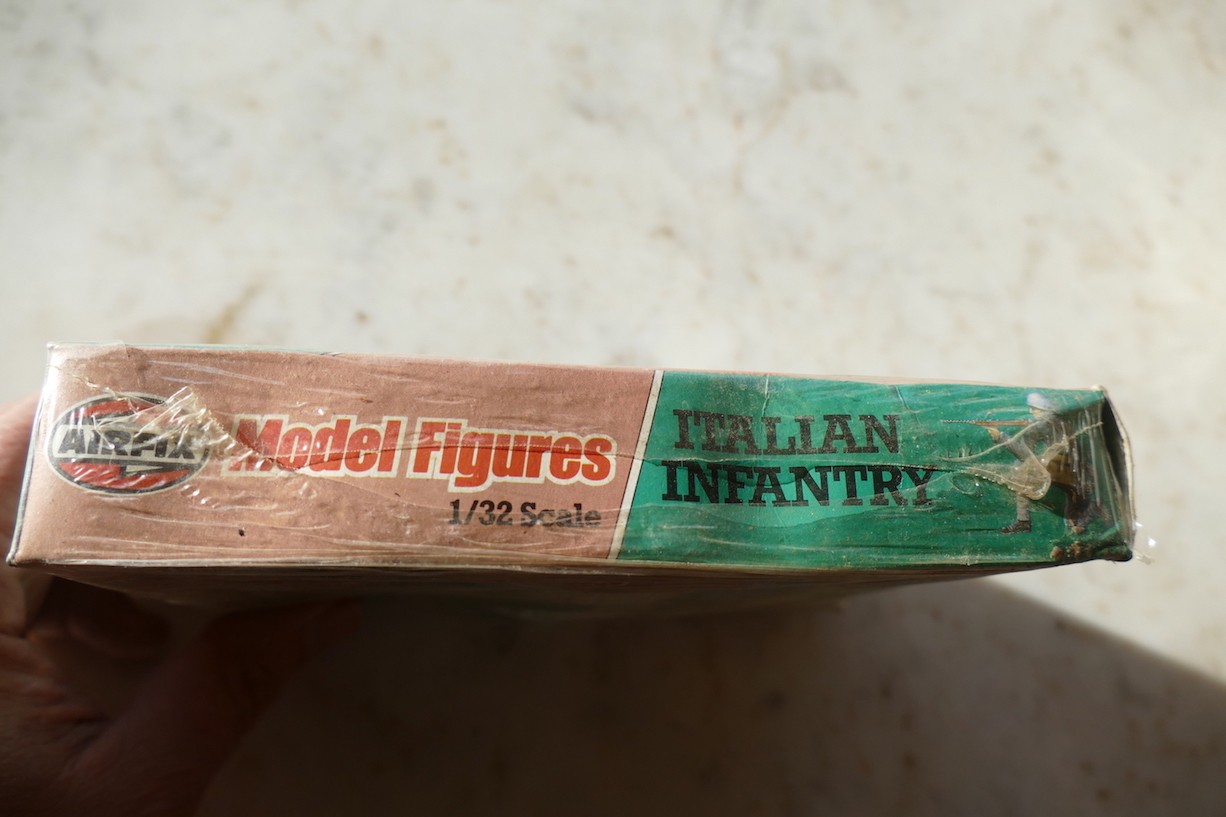 AIRFIX
Model Figures
1/32 Scale
ITALIAN
INFANTRY